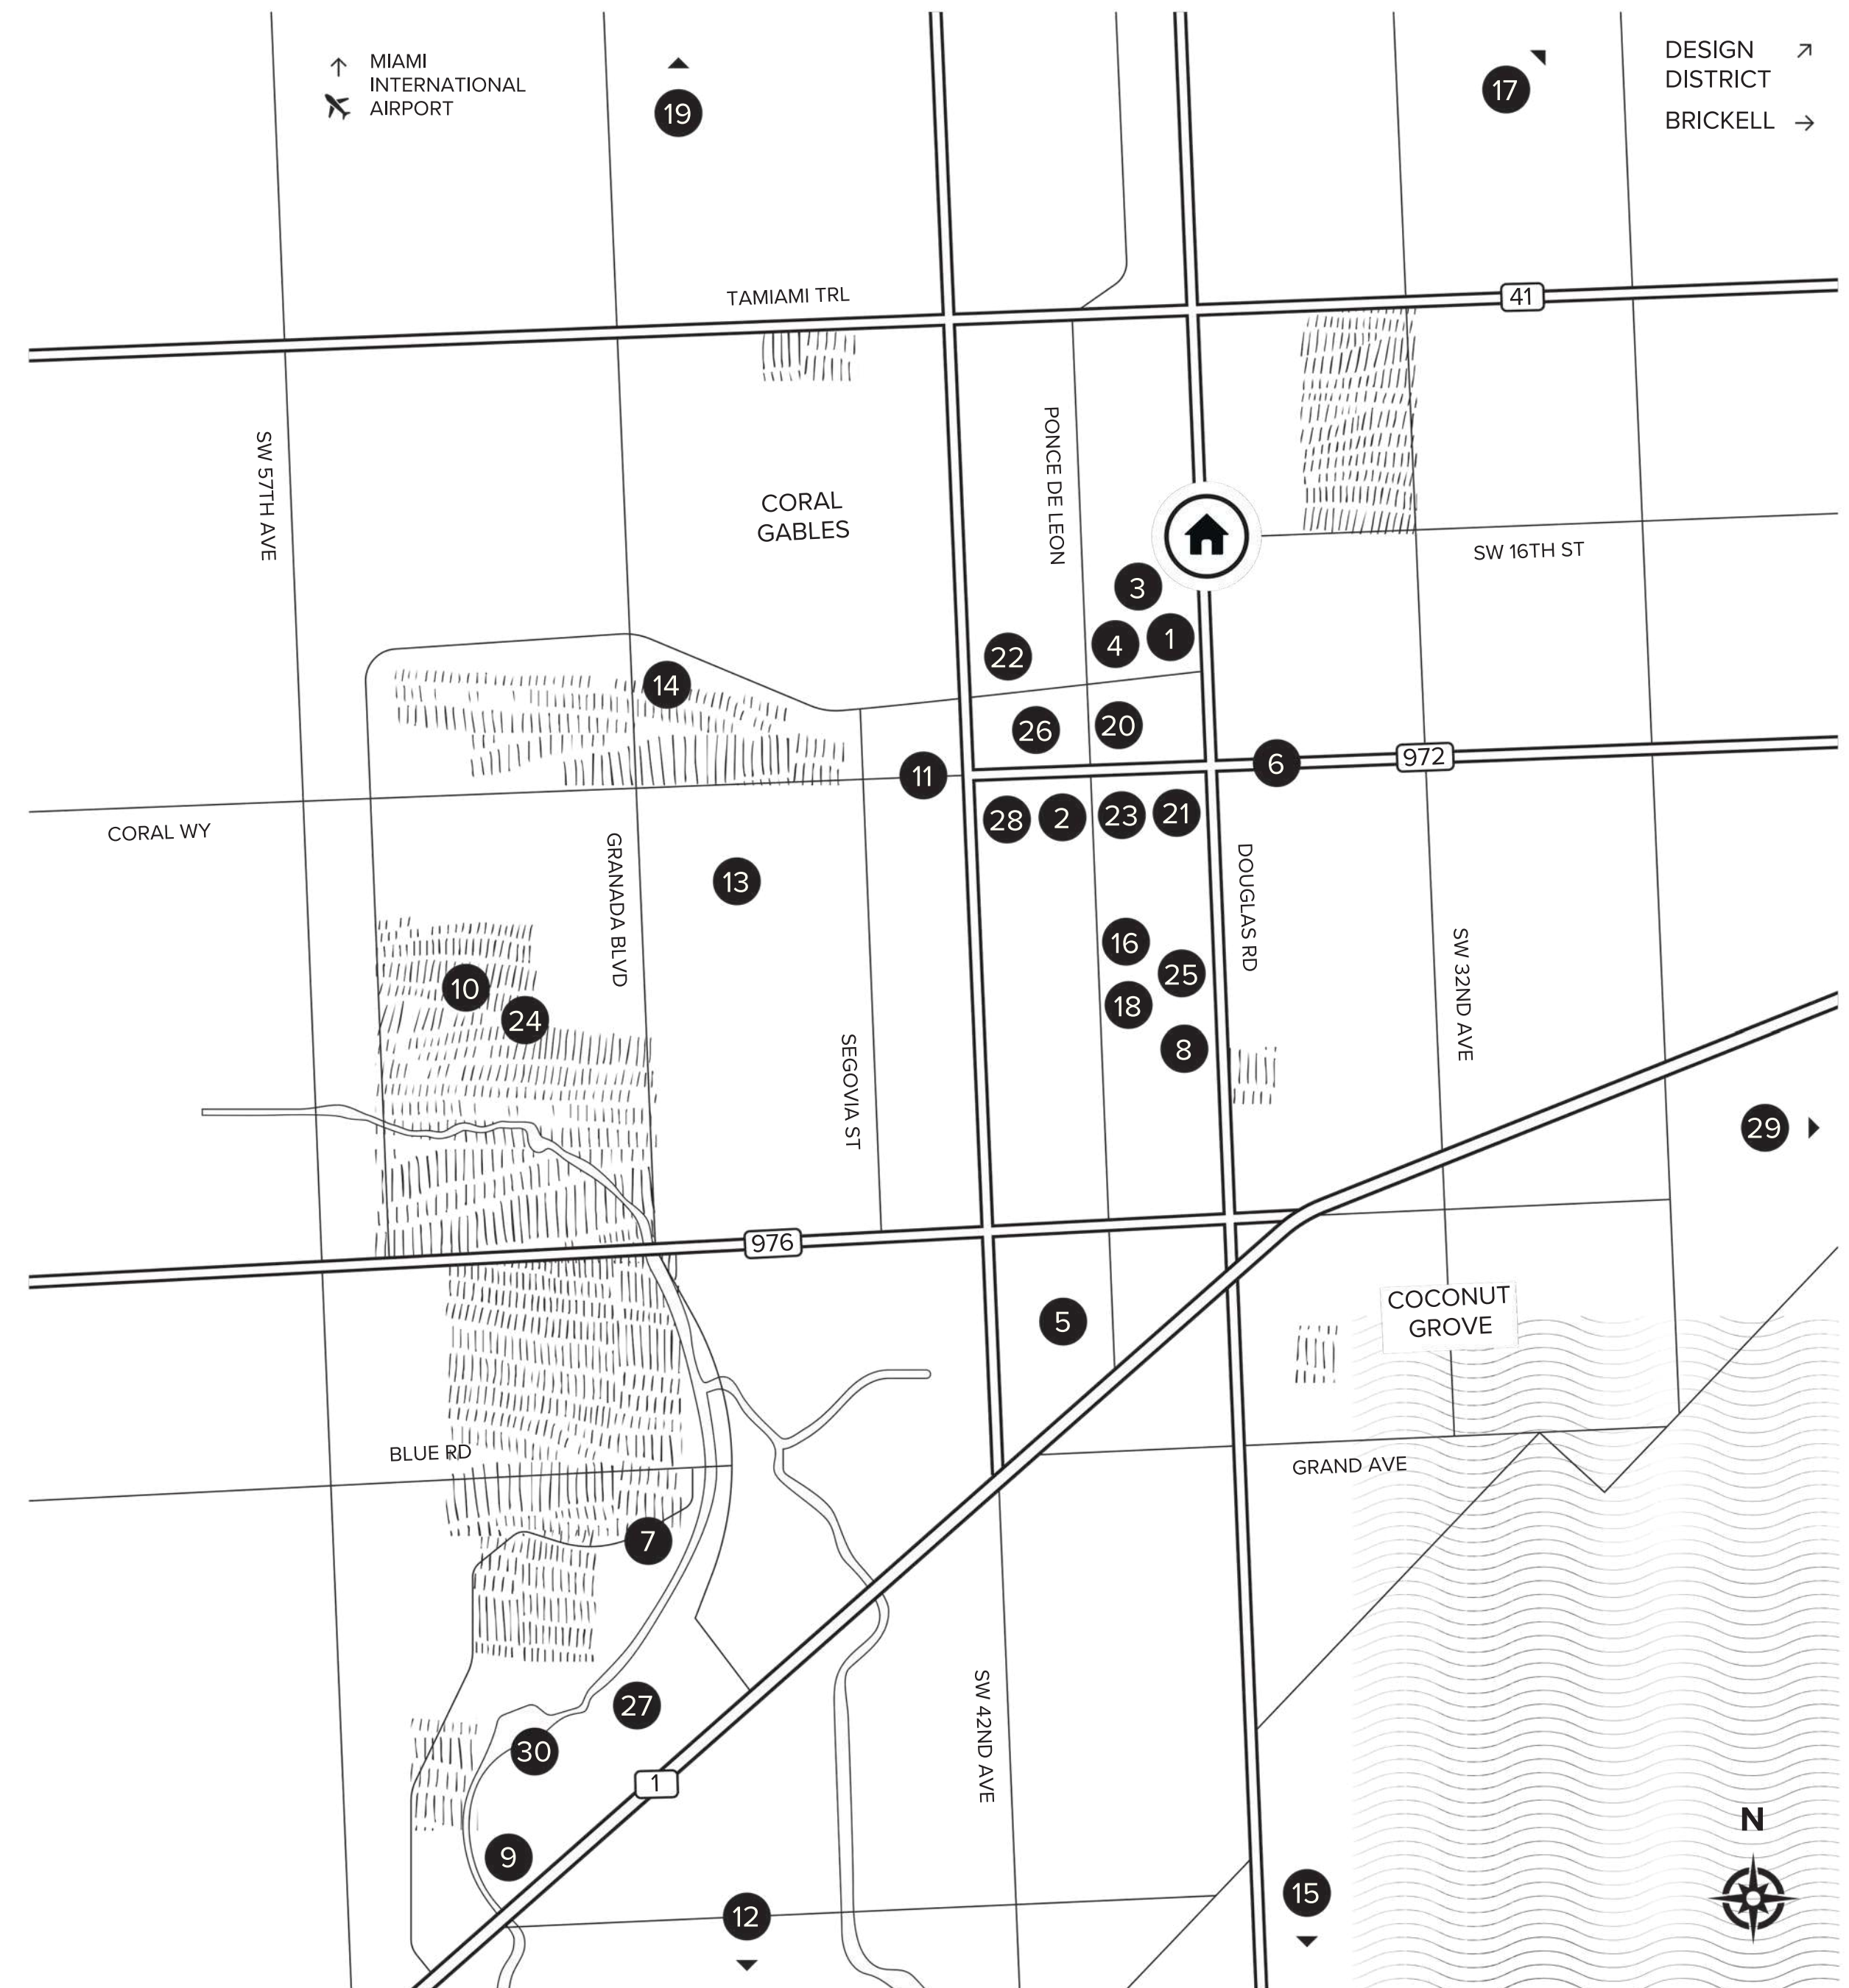 MIAMI
INTERNATIONAL
AIRPORT
19
17
DESIGN
DISTRICT
BRICKELL
TAMIAMI TRL
41
SW 57TH AVE
CORAL
GABLES
PONCE DE LEON
SW 16TH ST
3
4
1
22
14
26
20
11
6
972
28
2
23
21
CORAL WY
GRANADA BLVD
13
DOUGLAS RD
16
25
18
8
SW 32ND AVE
10
24
SEGOVIA ST
29
976
5
COCONUT
GROVE
BLUE RD
GRAND AVE
7
27
30
SW 42ND AVE
1
9
12
15
N